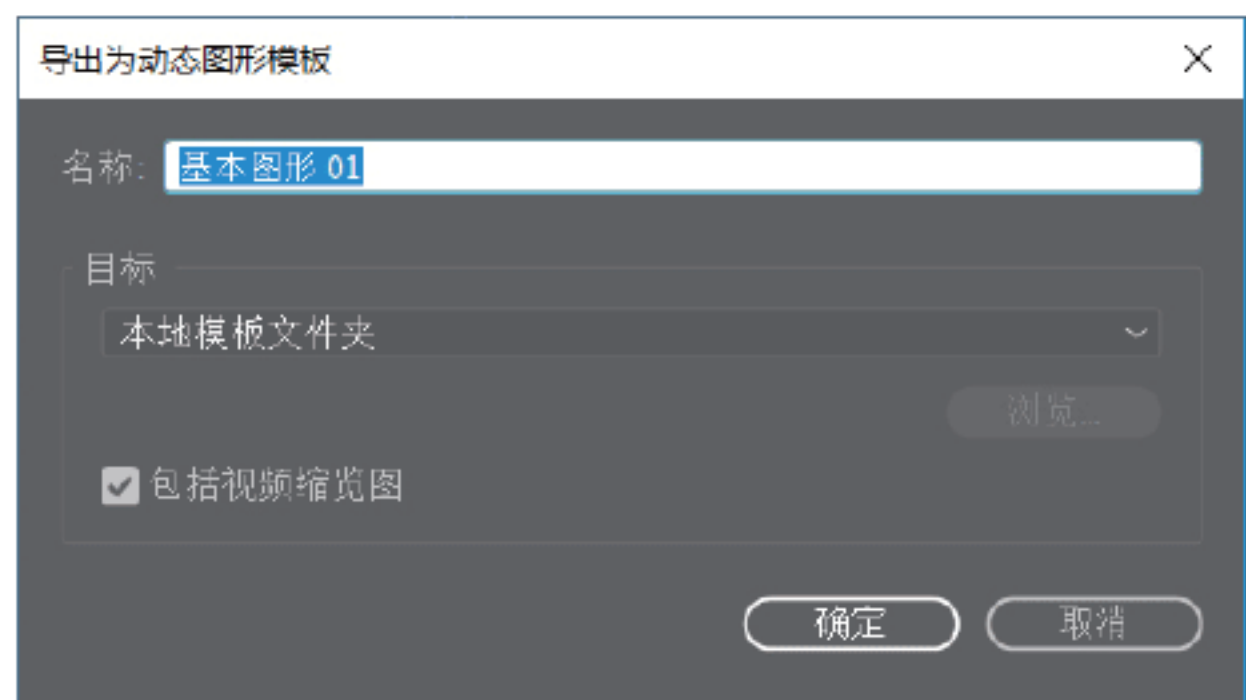 导出为动态图形模板
名称: 基本图形 01
目标
本地模板文件夹
浏览...
包括视频缩览图
确定 取消